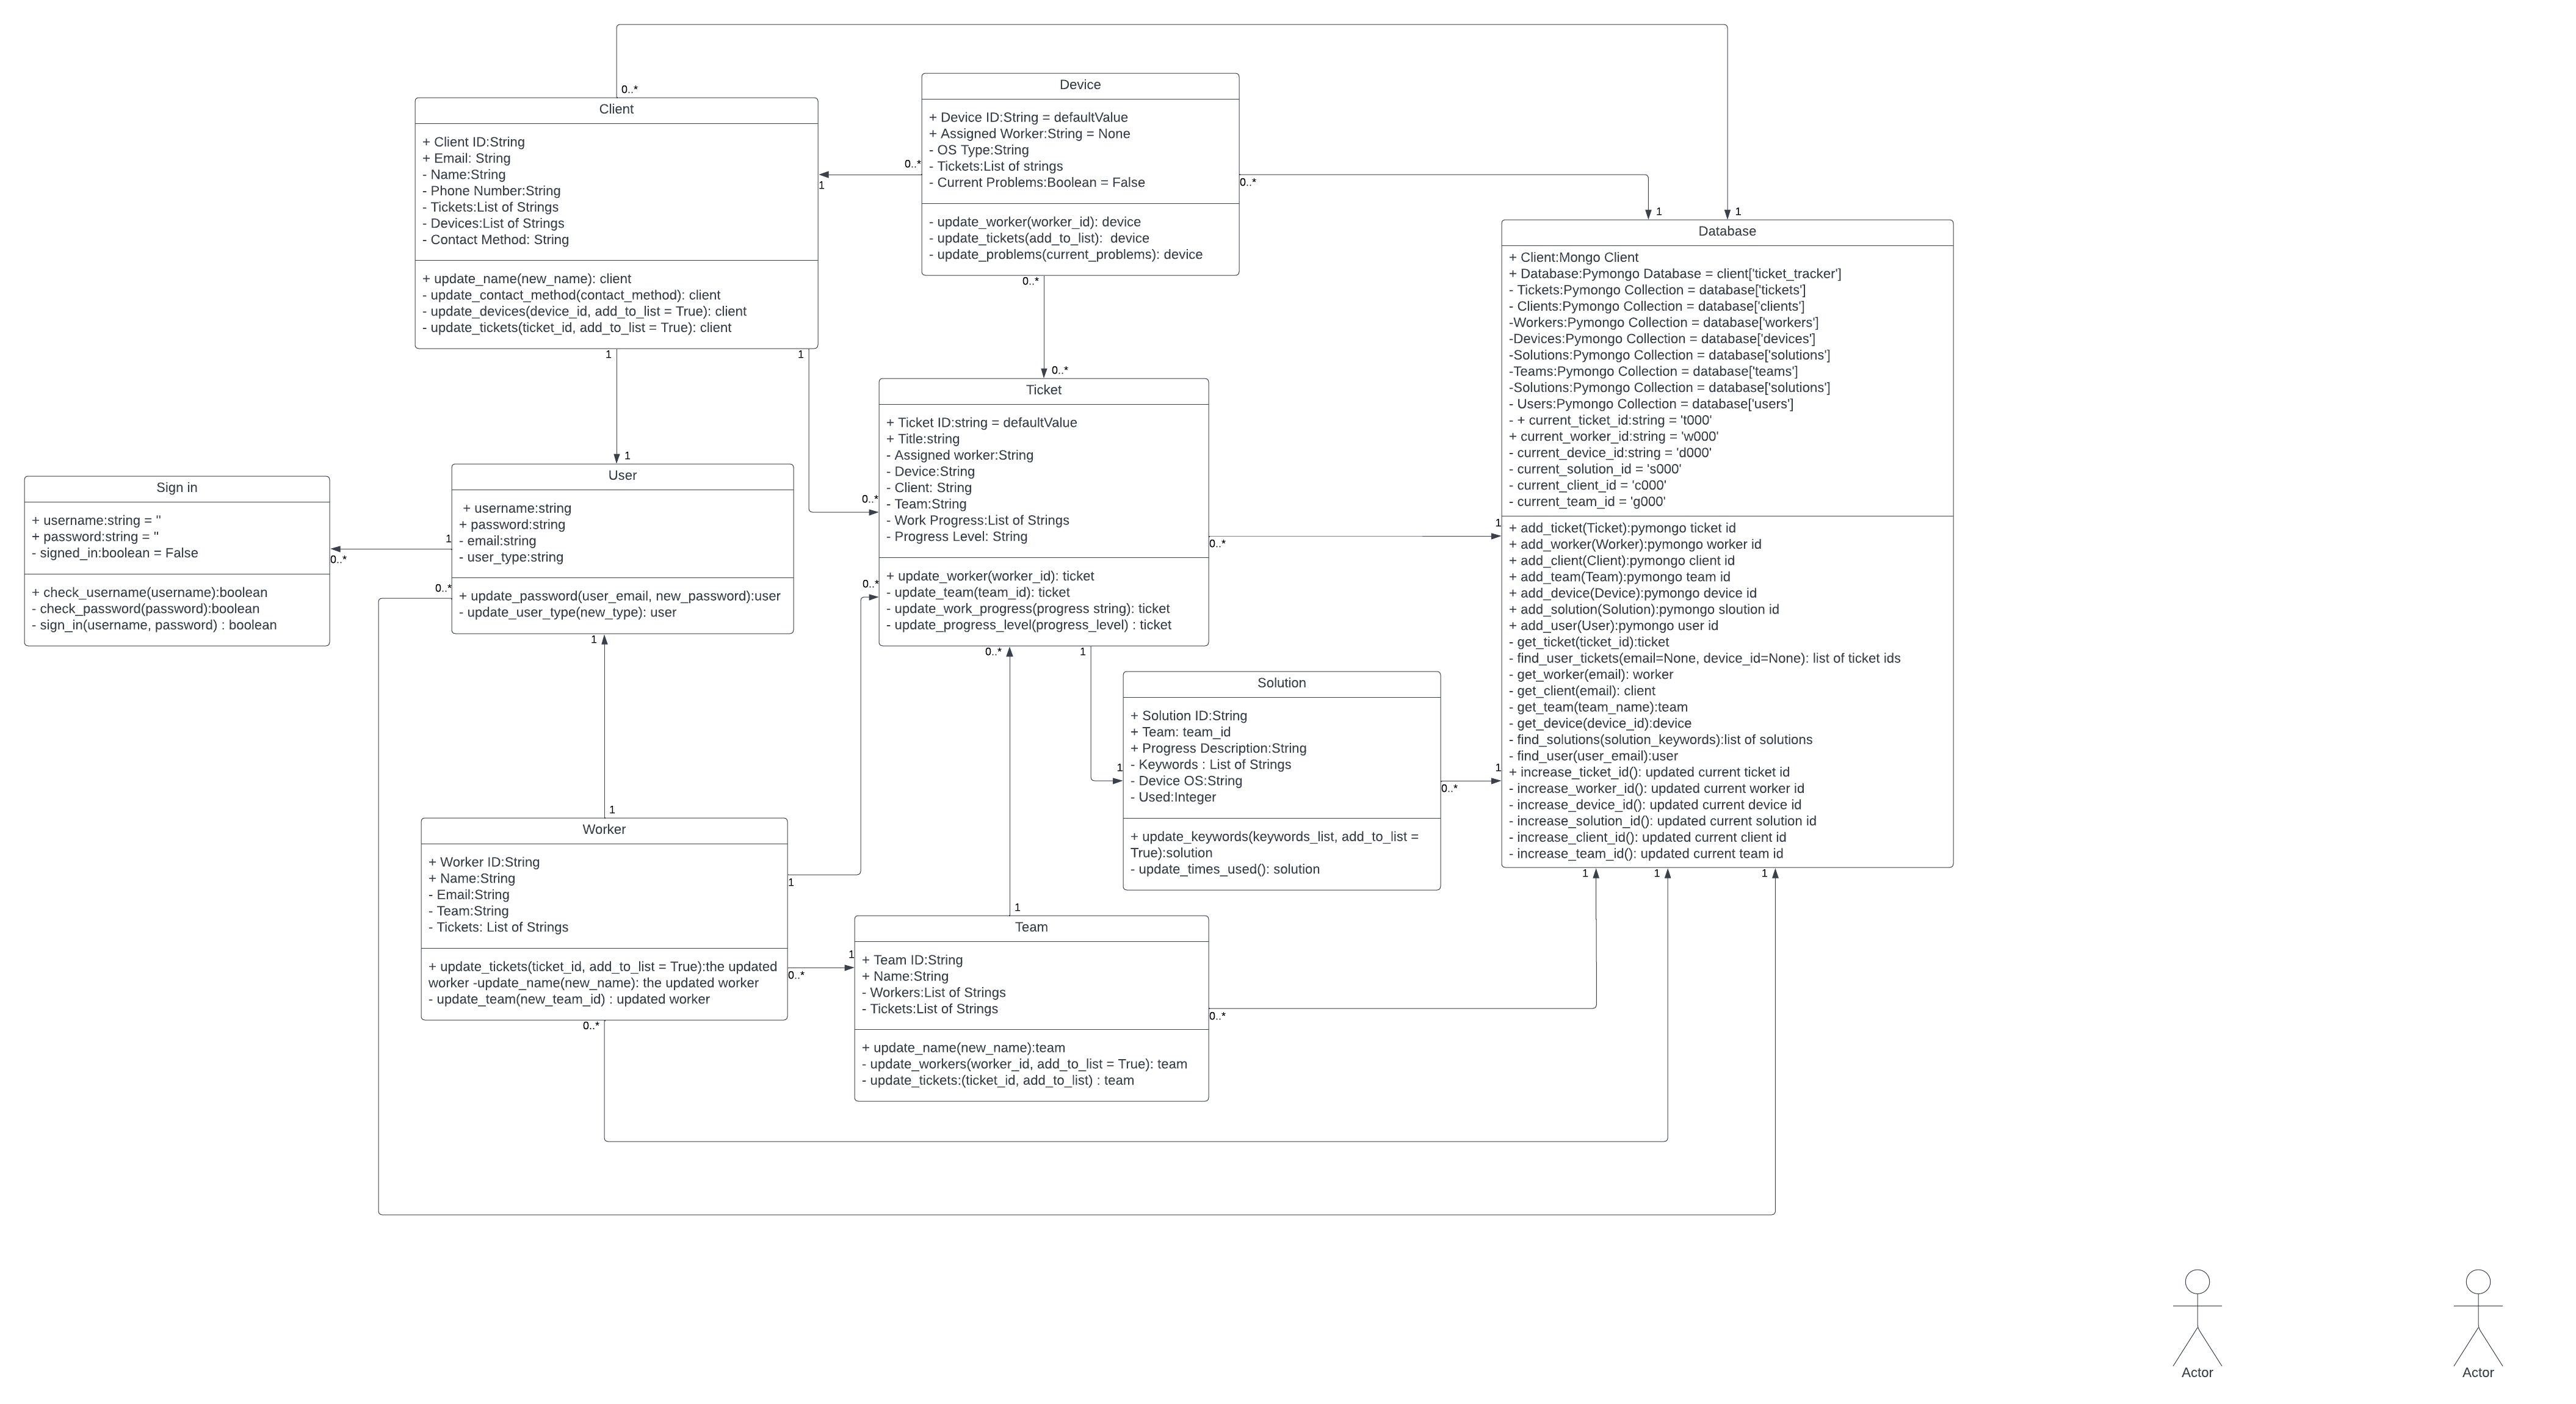 0..*
Client
+ Client ID:String
+ Email: String
- Name:String
- Phone Number:String
- Tickets:List of Strings
- Devices:List of Strings
- Contact Method: String
+ update_name(new_name): client
- update_contact_method(contact_method): client
- update_devices(device_id, add_to_list = True): client
- update_tickets(ticket_id, add_to_list = True): client
1
1
1
0..*
Device
+ Device ID:String = defaultValue
+ Assigned Worker:String = None
- OS Type:String
- Tickets:List of strings
- Current Problems:Boolean = False
- update_worker(worker_id): device
- update_tickets(add_to_list):  device
- update_problems(current_problems): device
0..*
0..*
0..*
1
1
Database
+ Client:Mongo Client
+ Database:Pymongo Database = client['ticket_tracker']
- Tickets:Pymongo Collection = database['tickets']
- Clients:Pymongo Collection = database['clients']
-Workers:Pymongo Collection = database['workers']
-Devices:Pymongo Collection = database['devices']
-Solutions:Pymongo Collection = database['solutions']
-Teams:Pymongo Collection = database['teams']
-Solutions:Pymongo Collection = database['solutions']
- Users:Pymongo Collection = database['users']
- + current_ticket_id:string = 't000'
+ current_worker_id:string = 'w000'
- current_device_id:string = 'd000'
- current_solution_id = 's000'
- current_client_id = 'c000'
- current_team_id = 'g000'
+ add_ticket(Ticket):pymongo ticket id
+ add_worker(Worker):pymongo worker id
+ add_client(Client):pymongo client id
+ add_team(Team):pymongo team id
+ add_device(Device):pymongo device id
+ add_solution(Solution):pymongo sloution id
+ add_user(User):pymongo user id
- get_ticket(ticket_id):ticket
- find_user_tickets(email=None, device_id=None): list of ticket ids
- get_worker(email): worker
- get_client(email): client
- get_team(team_name):team
- get_device(device_id):device
- find_solutions(solution_keywords):list of solutions
- find_user(user_email):user
+ increase_ticket_id(): updated current ticket id
- increase_worker_id(): updated current worker id
- increase_device_id(): updated current device id
- increase_solution_id(): updated current solution id
- increase_client_id(): updated current client id
- increase_team_id(): updated current team id
1
1
1
1
1
Ticket
+ Ticket ID:string = defaultValue
+ Title:string
- Assigned worker:String
- Device:String
- Client: String
- Team:String
- Work Progress:List of Strings
- Progress Level: String
+ update_worker(worker_id): ticket
- update_team(team_id): ticket
- update_work_progress(progress string): ticket
- update_progress_level(progress_level) : ticket
0..*
0..*
0..*
0..*
1
Sign in
+ username:string = ''
+ password:string = ''
- signed_in:boolean = False
+ check_username(username):boolean
- check_password(password):boolean
- sign_in(username, password) : boolean
0..*
1
User
+ username:string
+ password:string
- email:string
- user_type:string
+ update_password(user_email, new_password):user
- update_user_type(new_type): user
1
0..*
1
Solution
+ Solution ID:String
+ Team: team_id
+ Progress Description:String
- Keywords : List of Strings
- Device OS:String
- Used:Integer
+ update_keywords(keywords_list, add_to_list =
True):solution
- update_times_used(): solution
1
0..*
1
Worker
+ Worker ID:String
+ Name:String
- Email:String
- Team:String
- Tickets: List of Strings
+ update_tickets(ticket_id, add_to_list = True):the updated
worker -update_name(new_name): the updated worker
- update_team(new_team_id) : updated worker
1
0..*
0..*
1
1
Team
+ Team ID:String
+ Name:String
- Workers:List of Strings
- Tickets:List of Strings
+ update_name(new_name):team
- update_workers(worker_id, add_to_list = True): team
- update_tickets:(ticket_id, add_to_list) : team
0..*
Actor
Actor